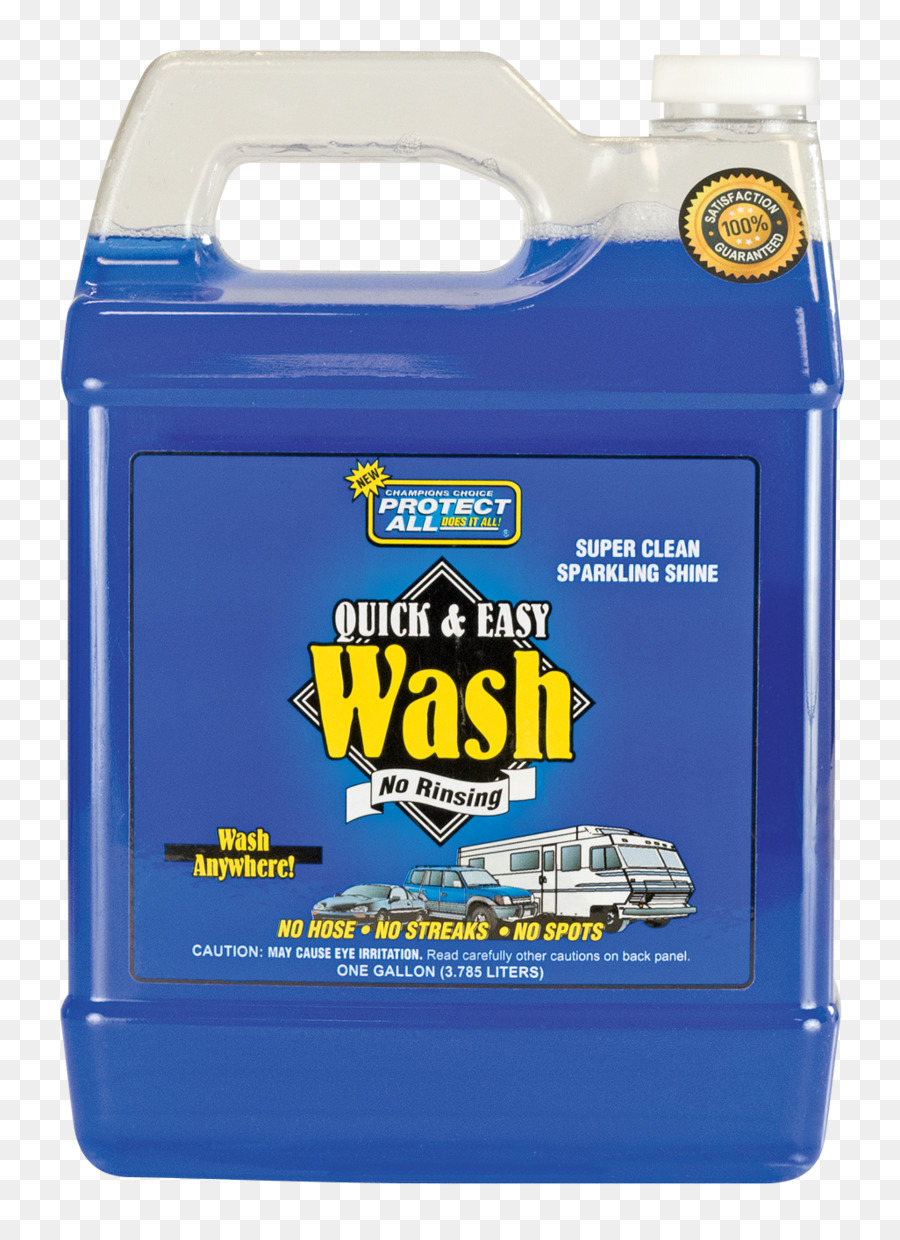 SATISFACTION
100%
GUARANTEED
NEW
CHAMPIONS CHOICE
PROTECT
ALL DOES IT ALL!
®
SUPER CLEAN
SPARKLING SHINE
QUICK & EASY
Wash
No Rinsing
Wash
Anywhere!
NO HOSE • NO STREAKS • NO SPOTS
CAUTION: MAY CAUSE EYE IRRITATION. Read carefully other cautions on back panel.
ONE GALLON (3.785 LITERS)